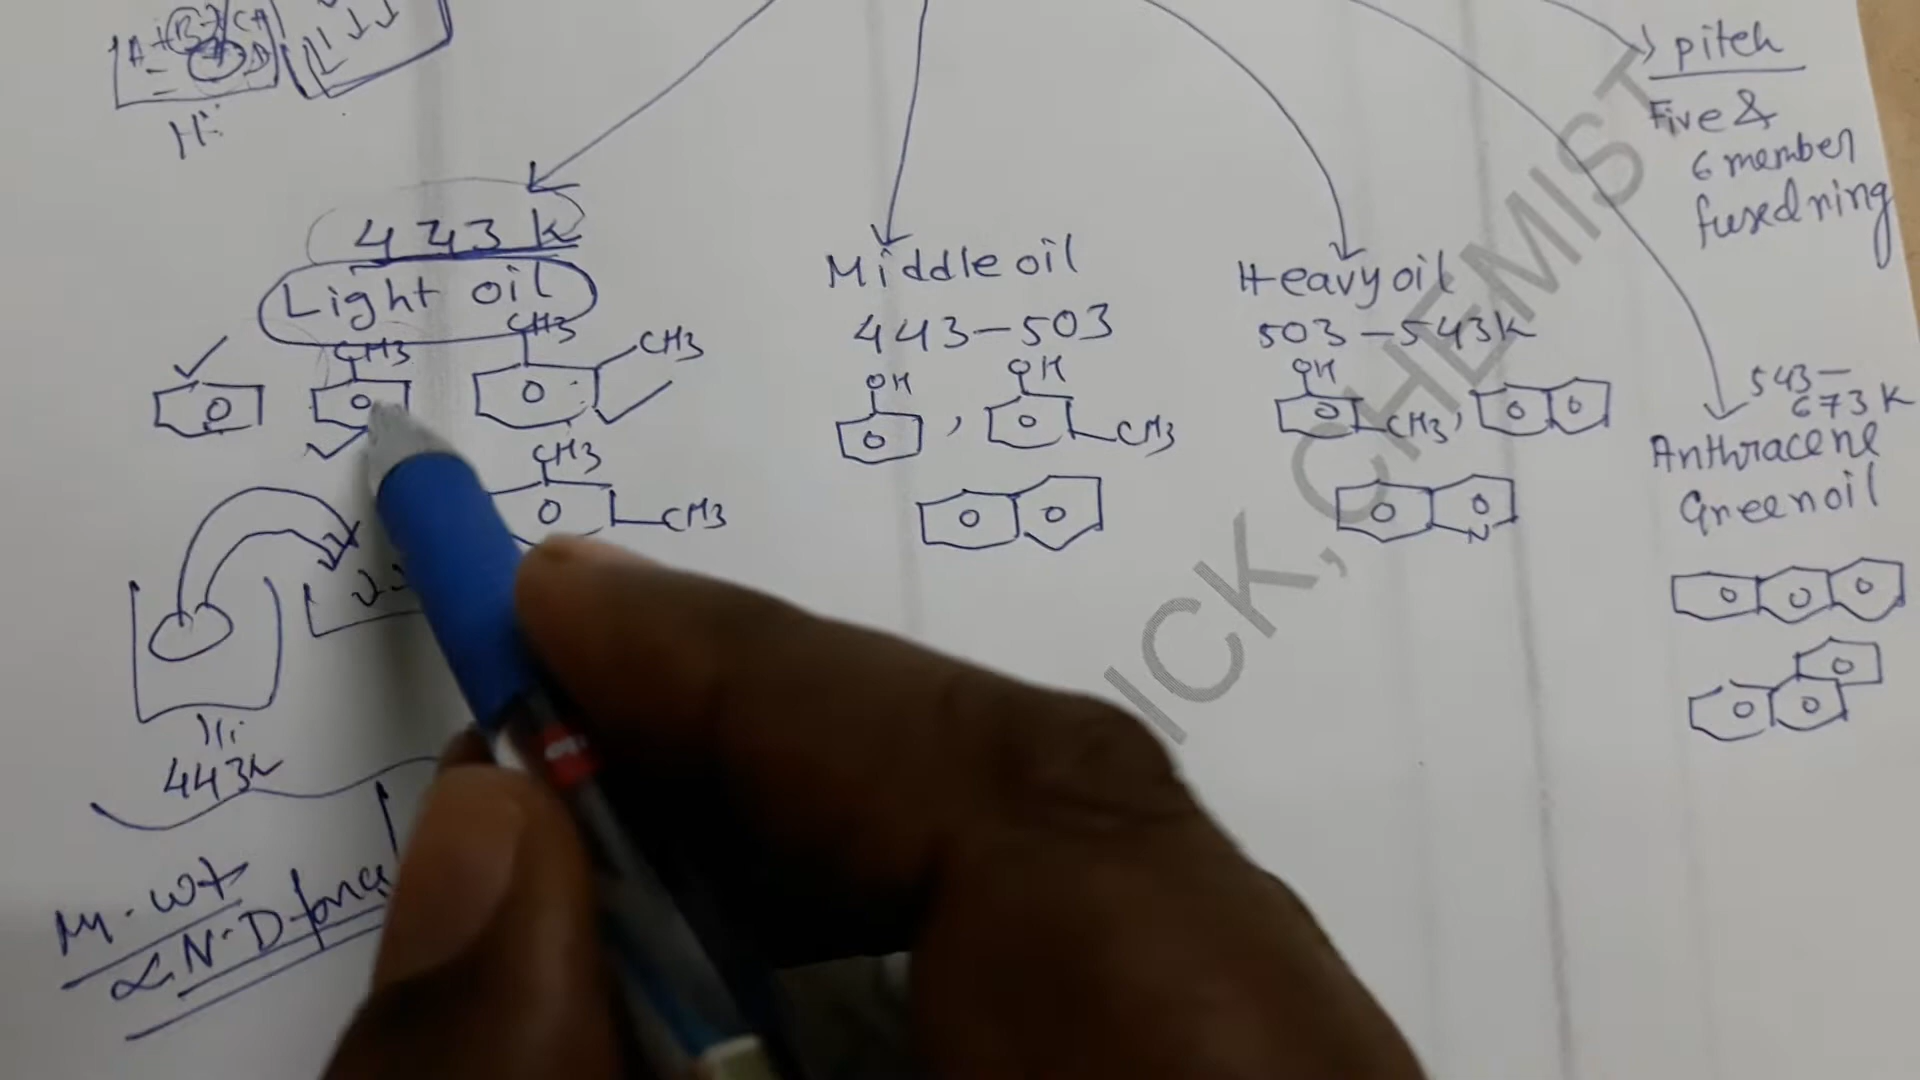 pitch
Five &
6 member
fused ring
443 K
Light oil
CH3
CH3
CH3
CH3
CH3
443K
M.wt
∝ N.D force
Middle oil
443-503
OH
OH
CH3
Heavy oil
503-543K
OH
CH3,
N
543-
673K
Anthracene
Green oil
ICK, CHEMIST